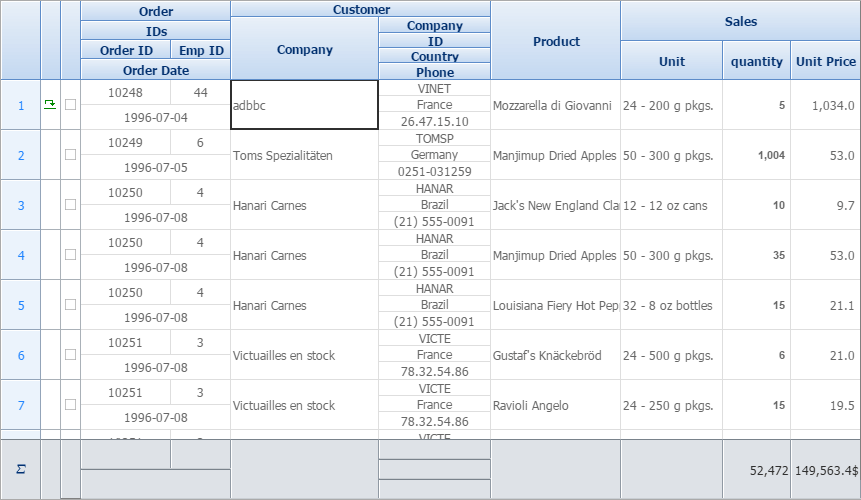 Order Customer Sales
IDs Company
Order ID Emp ID Company ID Product
Country Unit quantity Unit Price
Order Date Phone
10248 44 VINET
1 adbbc France Mozzarella di Giovanni 24 - 200 g pkgs. 5 1,034.0
1996-07-04 26.47.15.10
10249 6 TOMSP
2 Toms Spezialitäten Germany Manjimup Dried Apples 50 - 300 g pkgs. 1,004 53.0
1996-07-05 0251-031259
10250 4 HANAR
3 Hanari Carnes Brazil Jack's New England Cla 12 - 12 oz cans 10 9.7
1996-07-08 (21) 555-0091
10250 4 HANAR
4 Hanari Carnes Brazil Manjimup Dried Apples 50 - 300 g pkgs. 35 53.0
1996-07-08 (21) 555-0091
10250 4 HANAR
5 Hanari Carnes Brazil Louisiana Fiery Hot Pep 32 - 8 oz bottles 15 21.1
1996-07-08 (21) 555-0091
10251 3 VICTE
6 Victuailles en stock France Gustaf's Knäckebröd 24 - 500 g pkgs. 6 21.0
1996-07-08 78.32.54.86
10251 3 VICTE
7 Victuailles en stock France Ravioli Angelo 24 - 250 g pkgs. 15 19.5
1996-07-08 78.32.54.86
10251 3 VICTE
Σ 52,472 149,563.4$